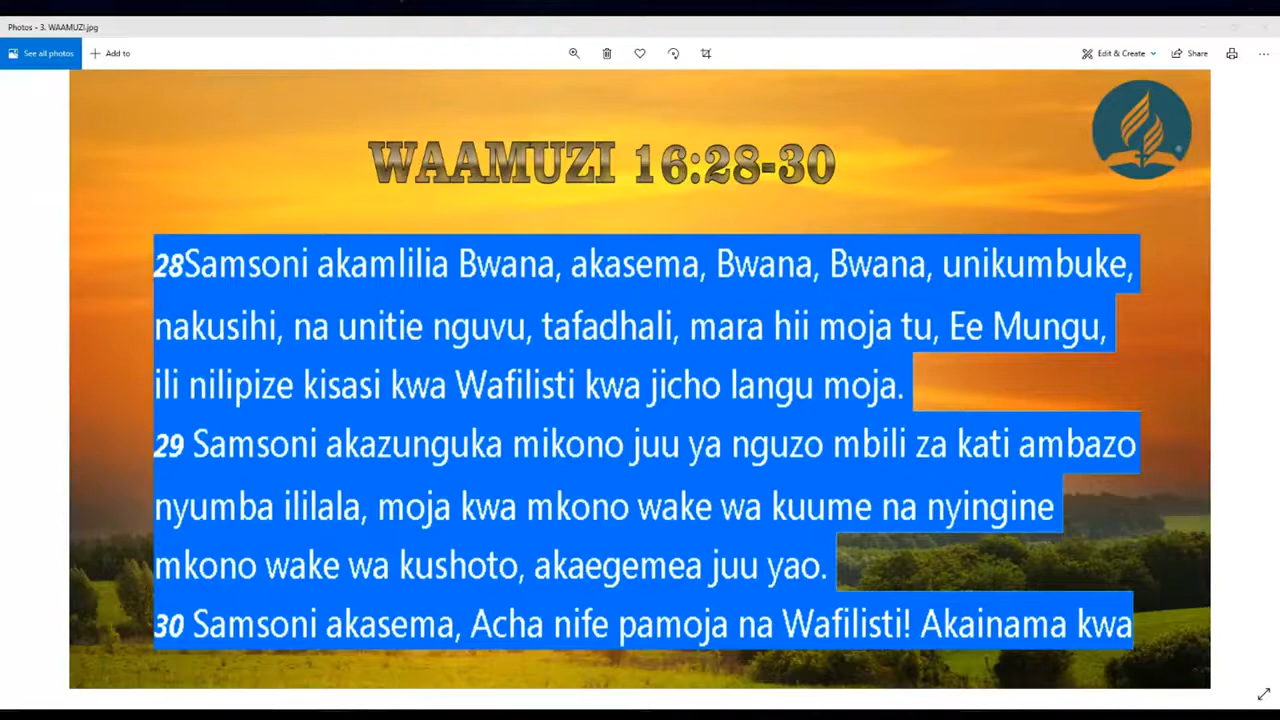 Photos - 3. WAAMUZI.jpg
See all photos
Add to
Edit & Create
Share
WAAMUZI 16:28-30
28Samsoni akamlilia Bwana, akasema, Bwana, Bwana, unikumbuke,
nakusihi, na unitie nguvu, tafadhali, mara hii moja tu, Ee Mungu,
ili nilipize kisasi kwa Wafilisti kwa jicho langu moja.
29 Samsoni akazunguka mikono juu ya nguzo mbili za kati ambazo
nyumba ililala, moja kwa mkono wake wa kuume na nyingine
mkono wake wa kushoto, akaegemea juu yao.
30 Samsoni akasema, Acha nife pamoja na Wafilisti! Akainama kwa